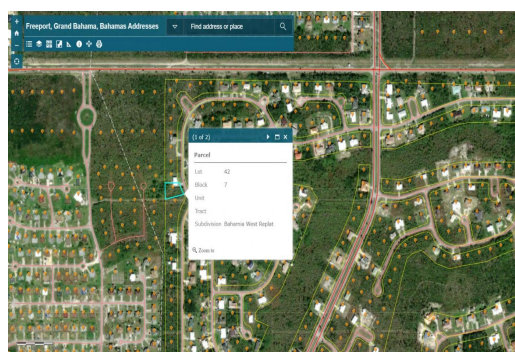 Freeport, Grand Bahama, Bahamas Addresses
Find address or place
(1 of 2)
Parcel
Lot 42
Block 7
Unit
Tract
Subdivision Bahamia West Replat
Zoom to